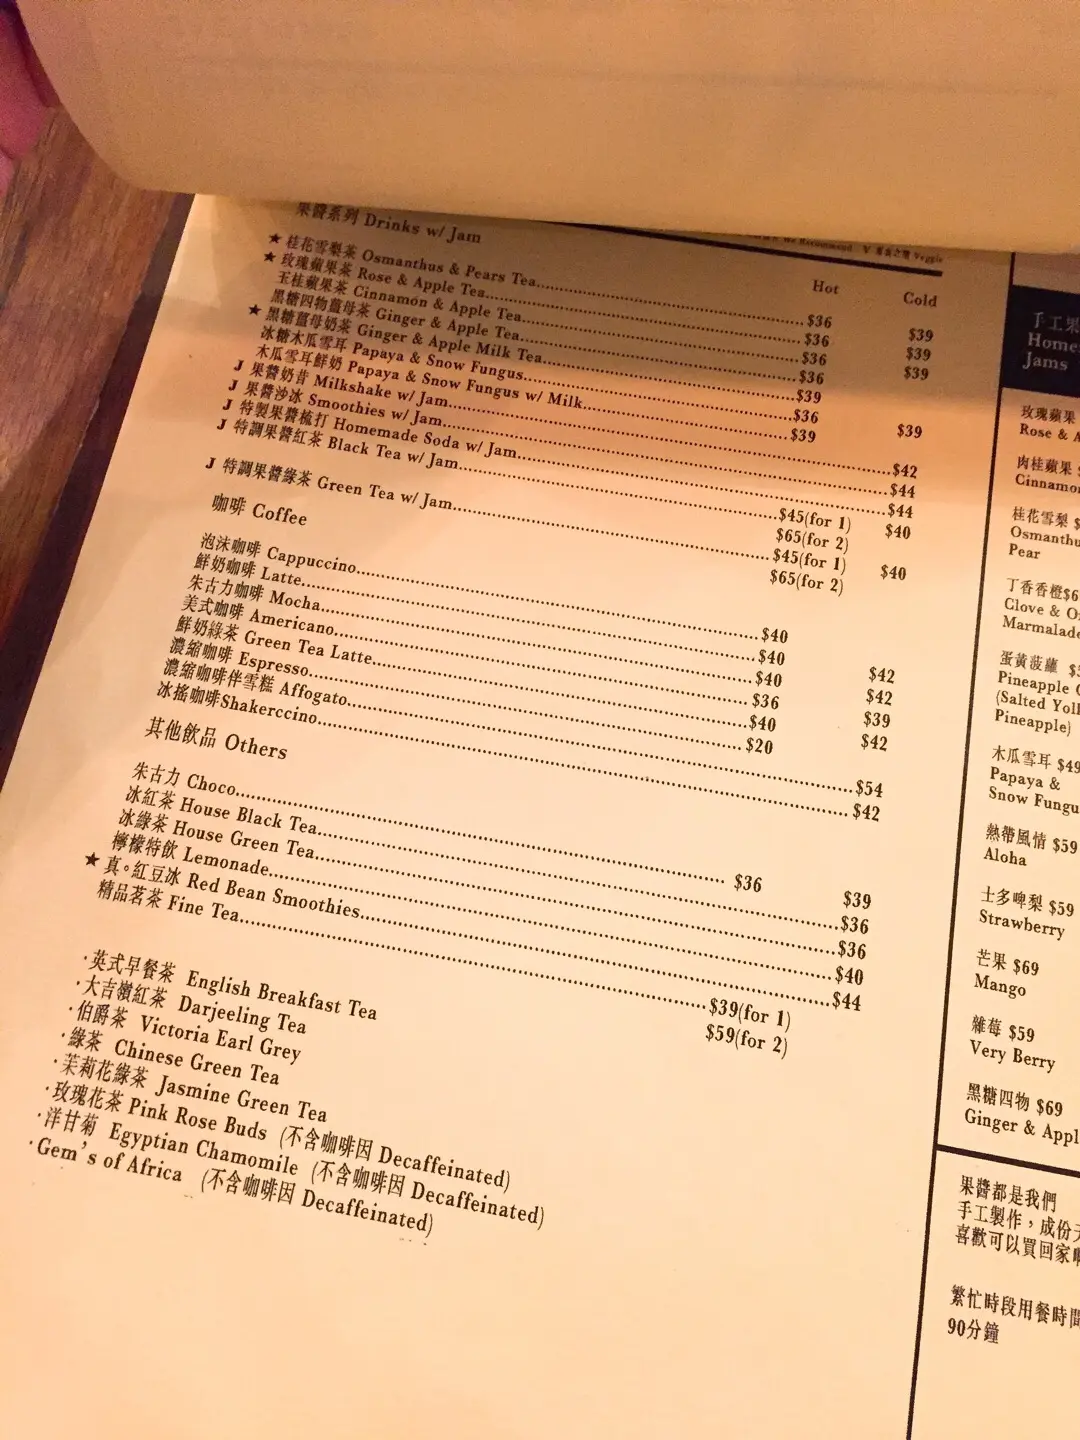 果醬系列 Drinks w/ Jam
We Recommend V 素食之選 Veggie
Hot Cold
★ 桂花雪梨茶 Osmanthus & Pears Tea $36 $39
★ 玫瑰蘋果茶 Rose & Apple Tea $36 $39
玉桂蘋果茶 Cinnamon & Apple Tea $36 $39
黑糖四物薑母茶 Ginger & Apple Tea $36
★ 黑糖薑母奶茶 Ginger & Apple Milk Tea $39
冰糖木瓜雪耳 Papaya & Snow Fungus $36 $39
木瓜雪耳鮮奶 Papaya & Snow Fungus w/ Milk $39
J 果醬奶昔 Milkshake w/ Jam $42
J 果醬沙冰 Smoothies w/ Jam $44
J 特製果醬梳打 Homemade Soda w/ Jam $44
J 特調果醬紅茶 Black Tea w/ Jam $45(for 1) $40
$65(for 2)
J 特調果醬綠茶 Green Tea w/ Jam $45(for 1) $40
$65(for 2)
咖啡 Coffee
泡沫咖啡 Cappuccino $40
鮮奶咖啡 Latte $40 $42
朱古力咖啡 Mocha $40 $42
美式咖啡 Americano $36 $39
鮮奶綠茶 Green Tea Latte $40 $42
濃縮咖啡 Espresso $20
濃縮咖啡伴雪糕 Affogato $54
冰搖咖啡Shakerccino $42
其他飲品 Others
朱古力 Choco $36 $39
冰紅茶 House Black Tea $36
冰綠茶 House Green Tea $36
檸檬特飲 Lemonade $40
★ 真。紅豆冰 Red Bean Smoothies $44
精品茗茶 Fine Tea $39(for 1)
$59(for 2)
·英式早餐茶 English Breakfast Tea
·大吉嶺紅茶 Darjeeling Tea
·伯爵茶 Victoria Earl Grey
·綠茶 Chinese Green Tea
·茉莉花綠茶 Jasmine Green Tea
·玫瑰花茶 Pink Rose Buds (不含咖啡因 Decaffeinated)
·洋甘菊 Egyptian Chamomile (不含咖啡因 Decaffeinated)
·Gem's of Africa (不含咖啡因 Decaffeinated)
手工果
Home
Jams
玫瑰蘋果
Rose &
肉桂蘋果
Cinnamon
桂花雪梨
Osmanthus
Pear
丁香香橙$6
Clove &
Marmalade
蛋黃菠蘿
Pineapple
(Salted Yolk
Pineapple)
木瓜雪耳 $49
Papaya &
Snow Fungus
熱帶風情 $59
Aloha
士多啤梨 $59
Strawberry
芒果 $69
Mango
雜莓 $59
Very Berry
黑糖四物 $69
Ginger & Appl
果醬都是我們
手工製作，成份
喜歡可以買回家
繁忙時段用餐時間
90分鐘